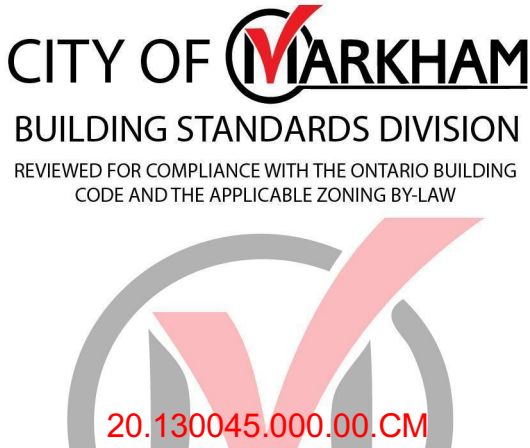 CITY OF MARKHAM
BUILDING STANDARDS DIVISION
REVIEWED FOR COMPLIANCE WITH THE ONTARIO BUILDING
CODE AND THE APPLICABLE ZONING BY-LAW
20.130045.000.00.CM